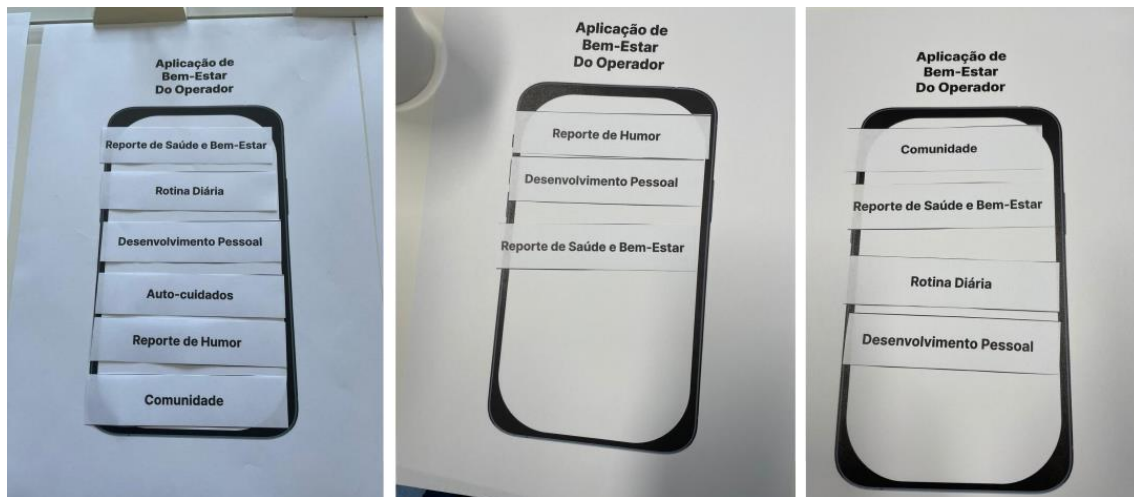 Aplicação de
Bem-Estar
Do Operador
Reporte de Saúde e Bem-Estar
Rotina Diária
Desenvolvimento Pessoal
Auto-cuidados
Reporte de Humor
Comunidade
Aplicação de
Bem-Estar
Do Operador
Reporte de Humor
Desenvolvimento Pessoal
Reporte de Saúde e Bem-Estar
Aplicação de
Bem-Estar
Do Operador
Comunidade
Reporte de Saúde e Bem-Estar
Rotina Diária
Desenvolvimento Pessoal